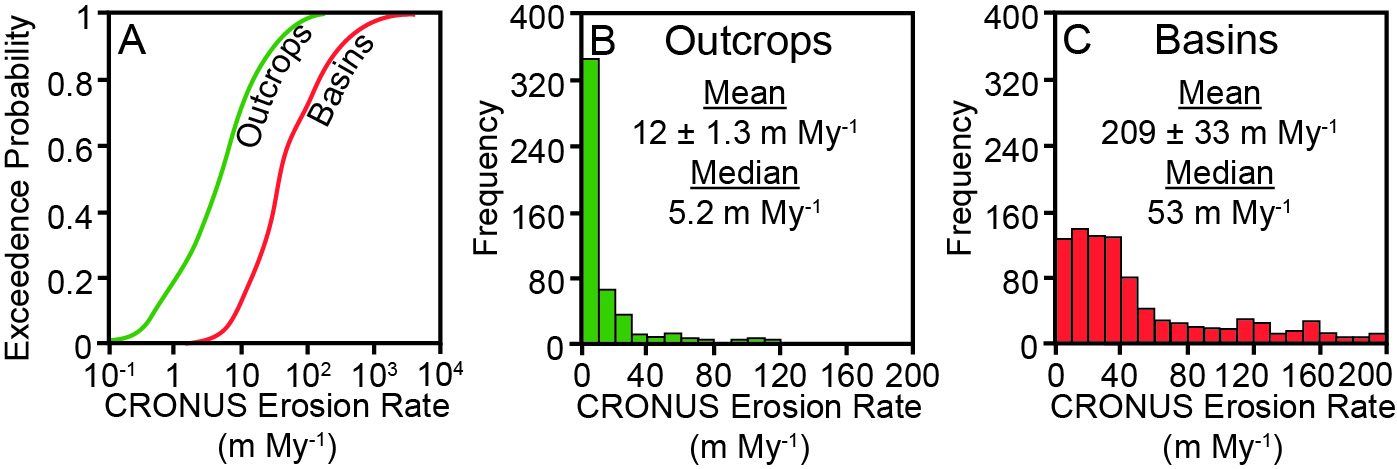 A
Exceedence Probability
1
0.8
0.6
0.4
0.2
0
10⁻¹ 1 10 10² 10³ 10⁴
CRONUS Erosion Rate
(m My⁻¹)
Outcrops
Basins
B Outcrops
Mean
12 ± 1.3 m My⁻¹
Median
5.2 m My⁻¹
Frequency
400
320
240
160
80
0
0 40 80 120 160 200
CRONUS Erosion Rate
(m My⁻¹)
C Basins
Mean
209 ± 33 m My⁻¹
Median
53 m My⁻¹
Frequency
400
320
240
160
80
0
0 40 80 120 160 200
CRONUS Erosion Rate
(m My⁻¹)